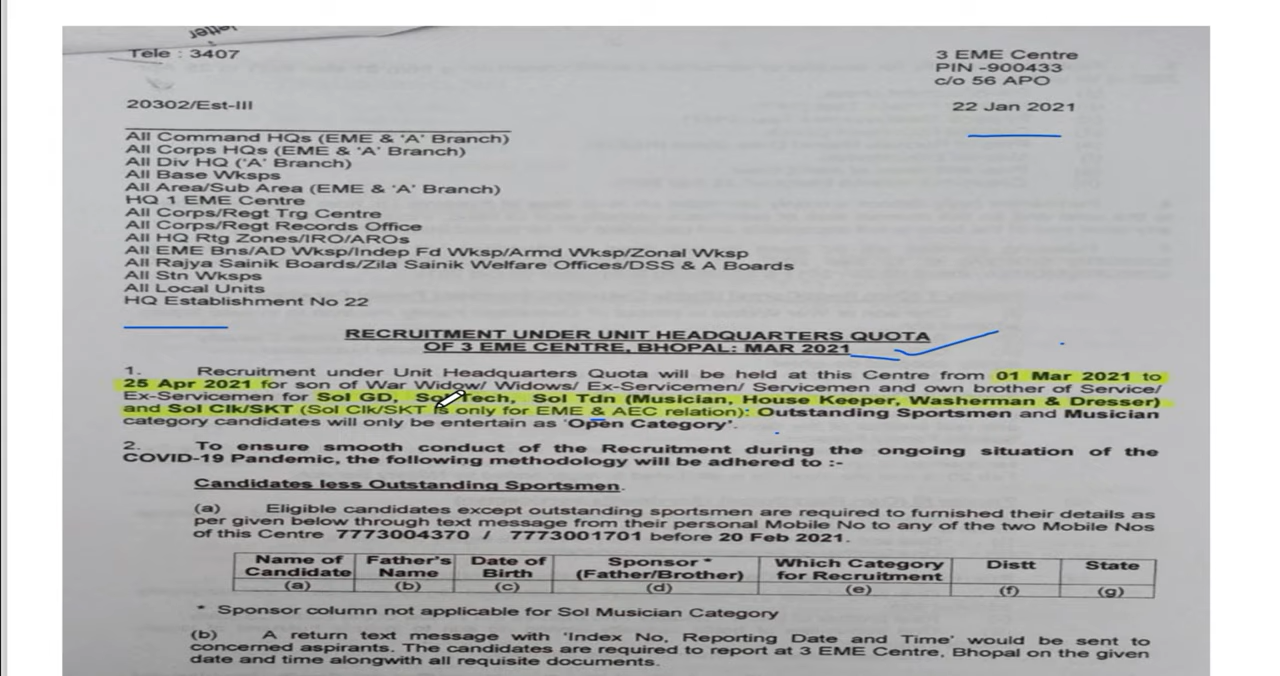 letter
Tele : 3407
3 EME Centre
PIN -900433
c/o 56 APO
20302/Est-III
22 Jan 2021
All Command HQs (EME & 'A' Branch)
All Corps HQs (EME & 'A' Branch)
All Div HQ ('A' Branch)
All Base Wksps
All Area/Sub Area (EME & 'A' Branch)
HQ 1 EME Centre
All Corps/Regt Trg Centre
All Corps/Regt Records Office
All HQ Rtg Zones/IRO/AROs
All EME Bns/AD Wksp/Indep Fd Wksp/Armd Wksp/Zonal Wksp
All Rajya Sainik Boards/Zila Sainik Welfare Offices/DSS & A Boards
All Stn Wksps
All Local Units
HQ Establishment No 22
RECRUITMENT UNDER UNIT HEADQUARTERS QUOTA
OF 3 EME CENTRE, BHOPAL: MAR 2021
1. Recruitment under Unit Headquarters Quota will be held at this Centre from 01 Mar 2021 to
25 Apr 2021 for son of War Widow/ Widows/ Ex-Servicemen/ Servicemen and own brother of Service/
Ex-Servicemen for Sol GD, Sol Tech, Sol Tdn (Musician, House Keeper, Washerman & Dresser)
and Sol Clk/SKT (Sol Clk/SKT is only for EME & AEC relation): Outstanding Sportsmen and Musician
category candidates will only be entertain as 'Open Category'.
2. To ensure smooth conduct of the Recruitment during the ongoing situation of the
COVID-19 Pandemic, the following methodology will be adhered to :-
Candidates less Outstanding Sportsmen.
(a) Eligible candidates except outstanding sportsmen are required to furnished their details as
per given below through text message from their personal Mobile No to any of the two Mobile Nos
of this Centre 7773004370 / 7773001701 before 20 Feb 2021.
Name of Candidate Father's Name Date of Birth Sponsor * (Father/Brother) Which Category for Recruitment Distt State
(a) (b) (c) (d) (e) (f) (g)
* Sponsor column not applicable for Sol Musician Category
(b) A return text message with 'Index No, Reporting Date and Time' would be sent to
concerned aspirants. The candidates are required to report at 3 EME Centre, Bhopal on the given
date and time alongwith all requisite documents.